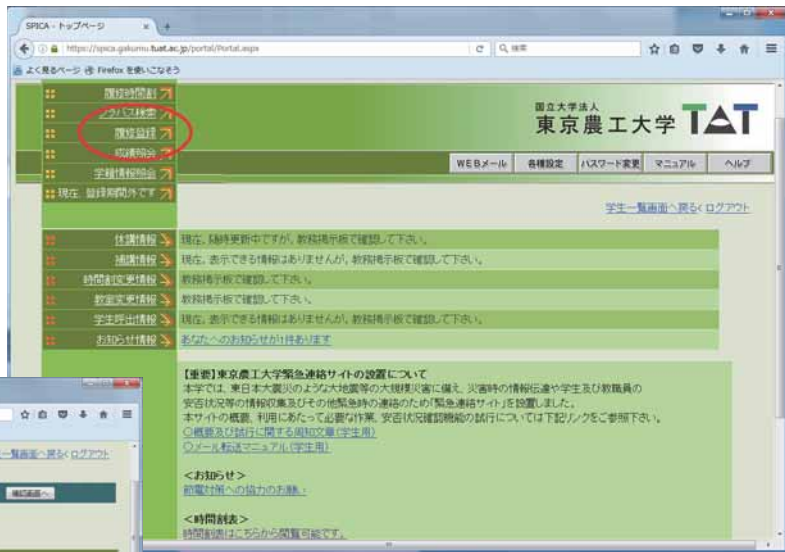 SPICA - トップページ
https://spica.gakumu.tuat.ac.jp/portal/Portal.aspx
検索
よく見るページ Firefox を使いこなそう
履修時間割
シラバス検索
履修登録
成績照会
学籍情報照会
現在、登録期間外です
国立大学法人
東京農工大学 TAT
WEBメール 各種設定 パスワード変更 マニュアル ヘルプ
学生一覧画面へ戻る< ログアウト
休講情報 現在、随時更新中ですが、教務掲示板で確認して下さい。
補講情報 現在、表示できる情報はありませんが、教務掲示板で確認して下さい。
時間割変更情報 教務掲示板で確認して下さい。
教室変更情報 教務掲示板で確認して下さい。
学生呼出情報 現在、表示できる情報はありませんが、教務掲示板で確認して下さい。
お知らせ情報 あなたへのお知らせが1件あります
【重要】東京農工大学緊急連絡サイトの設置について
本学では、東日本大震災のような大地震等の大規模災害に備え、災害時の情報伝達や学生及び教職員の
安否状況等の情報収集及びその他緊急時の連絡のため「緊急連絡サイト」を設置しました。
本サイトの概要、利用にあたって必要な作業、安否状況確認機能の試行については下記リンクをご参照下さい。
○概要及び試行に関する周知文章(学生用)
○メール転送マニュアル(学生用)
<お知らせ>
節電対策への協力のお願い
<時間割表>
時間割表はこちらから閲覧可能です。
一覧画面へ戻る< ログアウト
確認画面へ